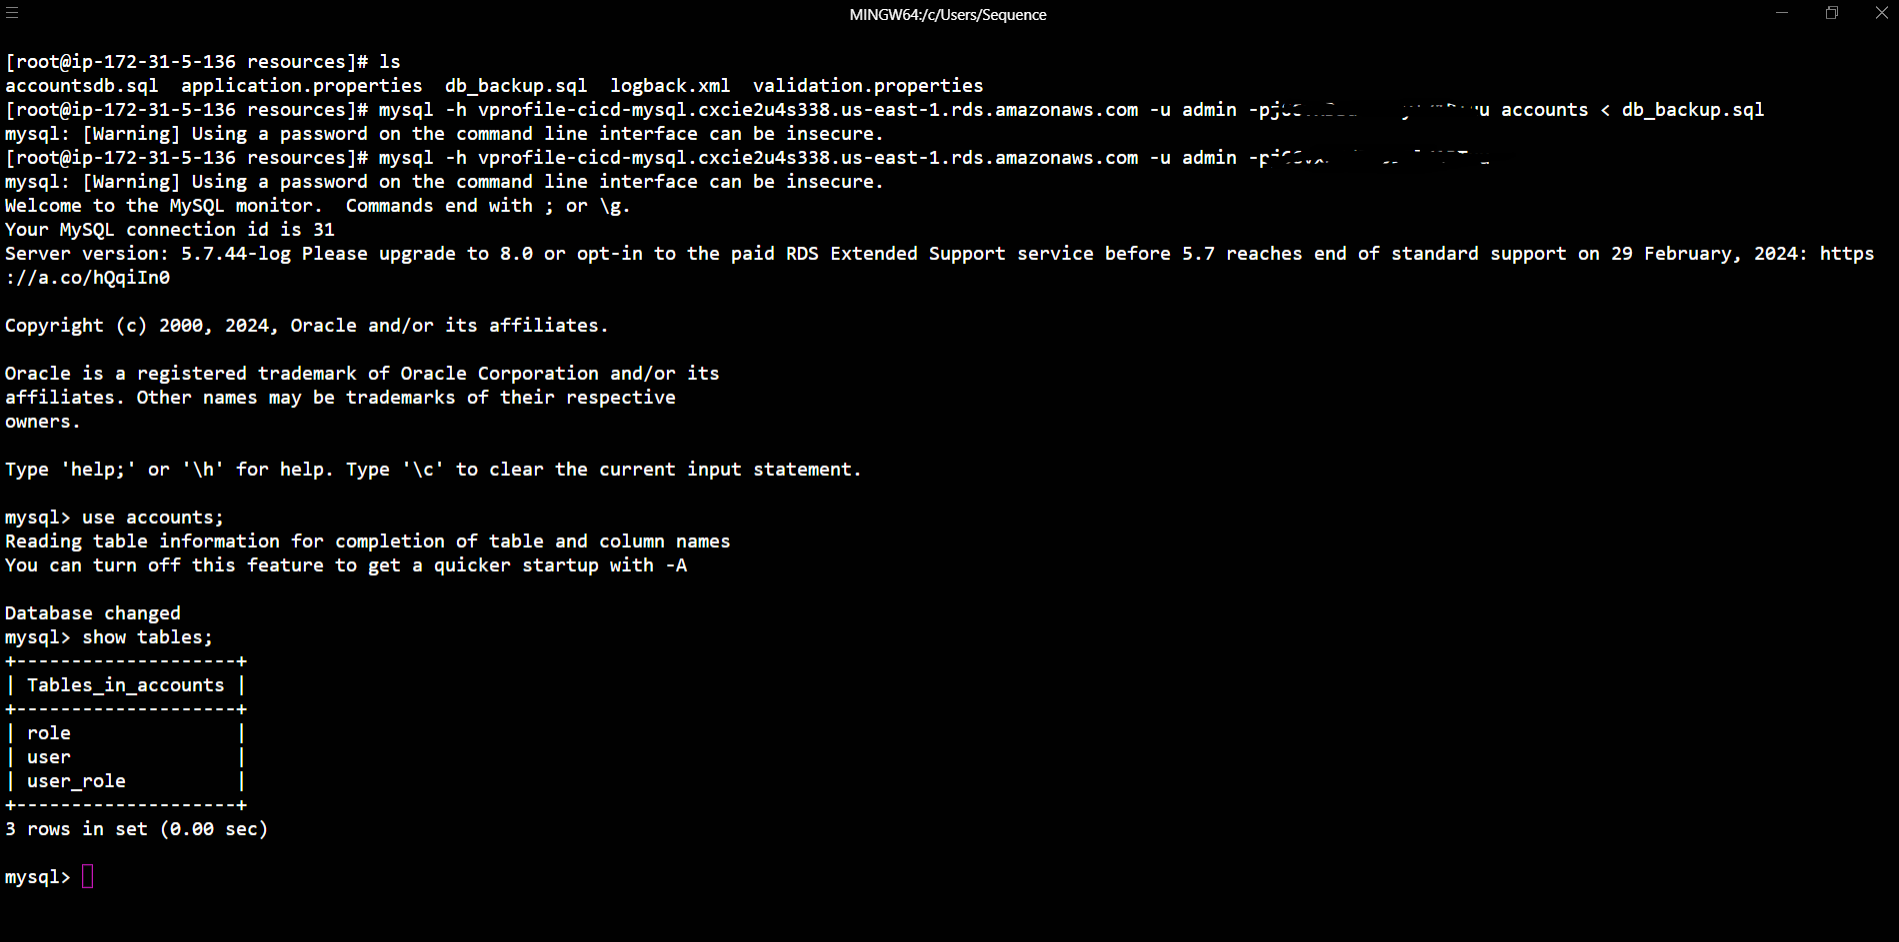 MINGW64:/c/Users/Sequence
[root@ip-172-31-5-136 resources]# ls
accountsdb.sql  application.properties  db_backup.sql  logback.xml  validation.properties
[root@ip-172-31-5-136 resources]# mysql -h vprofile-cicd-mysql.cxcie2u4s338.us-east-1.rds.amazonaws.com -u admin accounts < db_backup.sql
mysql: [Warning] Using a password on the command line interface can be insecure.
[root@ip-172-31-5-136 resources]# mysql -h vprofile-cicd-mysql.cxcie2u4s338.us-east-1.rds.amazonaws.com -u admin
mysql: [Warning] Using a password on the command line interface can be insecure.
Welcome to the MySQL monitor.  Commands end with ; or \g.
Your MySQL connection id is 31
Server version: 5.7.44-log Please upgrade to 8.0 or opt-in to the paid RDS Extended Support service before 5.7 reaches end of standard support on 29 February, 2024: https
://a.co/hQqiIn0
Copyright (c) 2000, 2024, Oracle and/or its affiliates.
Oracle is a registered trademark of Oracle Corporation and/or its
affiliates. Other names may be trademarks of their respective
owners.
Type 'help;' or '\h' for help. Type '\c' to clear the current input statement.
mysql> use accounts;
Reading table information for completion of table and column names
You can turn off this feature to get a quicker startup with -A
Database changed
mysql> show tables;
+--------------------+
| Tables_in_accounts |
+--------------------+
| role               |
| user               |
| user_role          |
+--------------------+
3 rows in set (0.00 sec)
mysql>